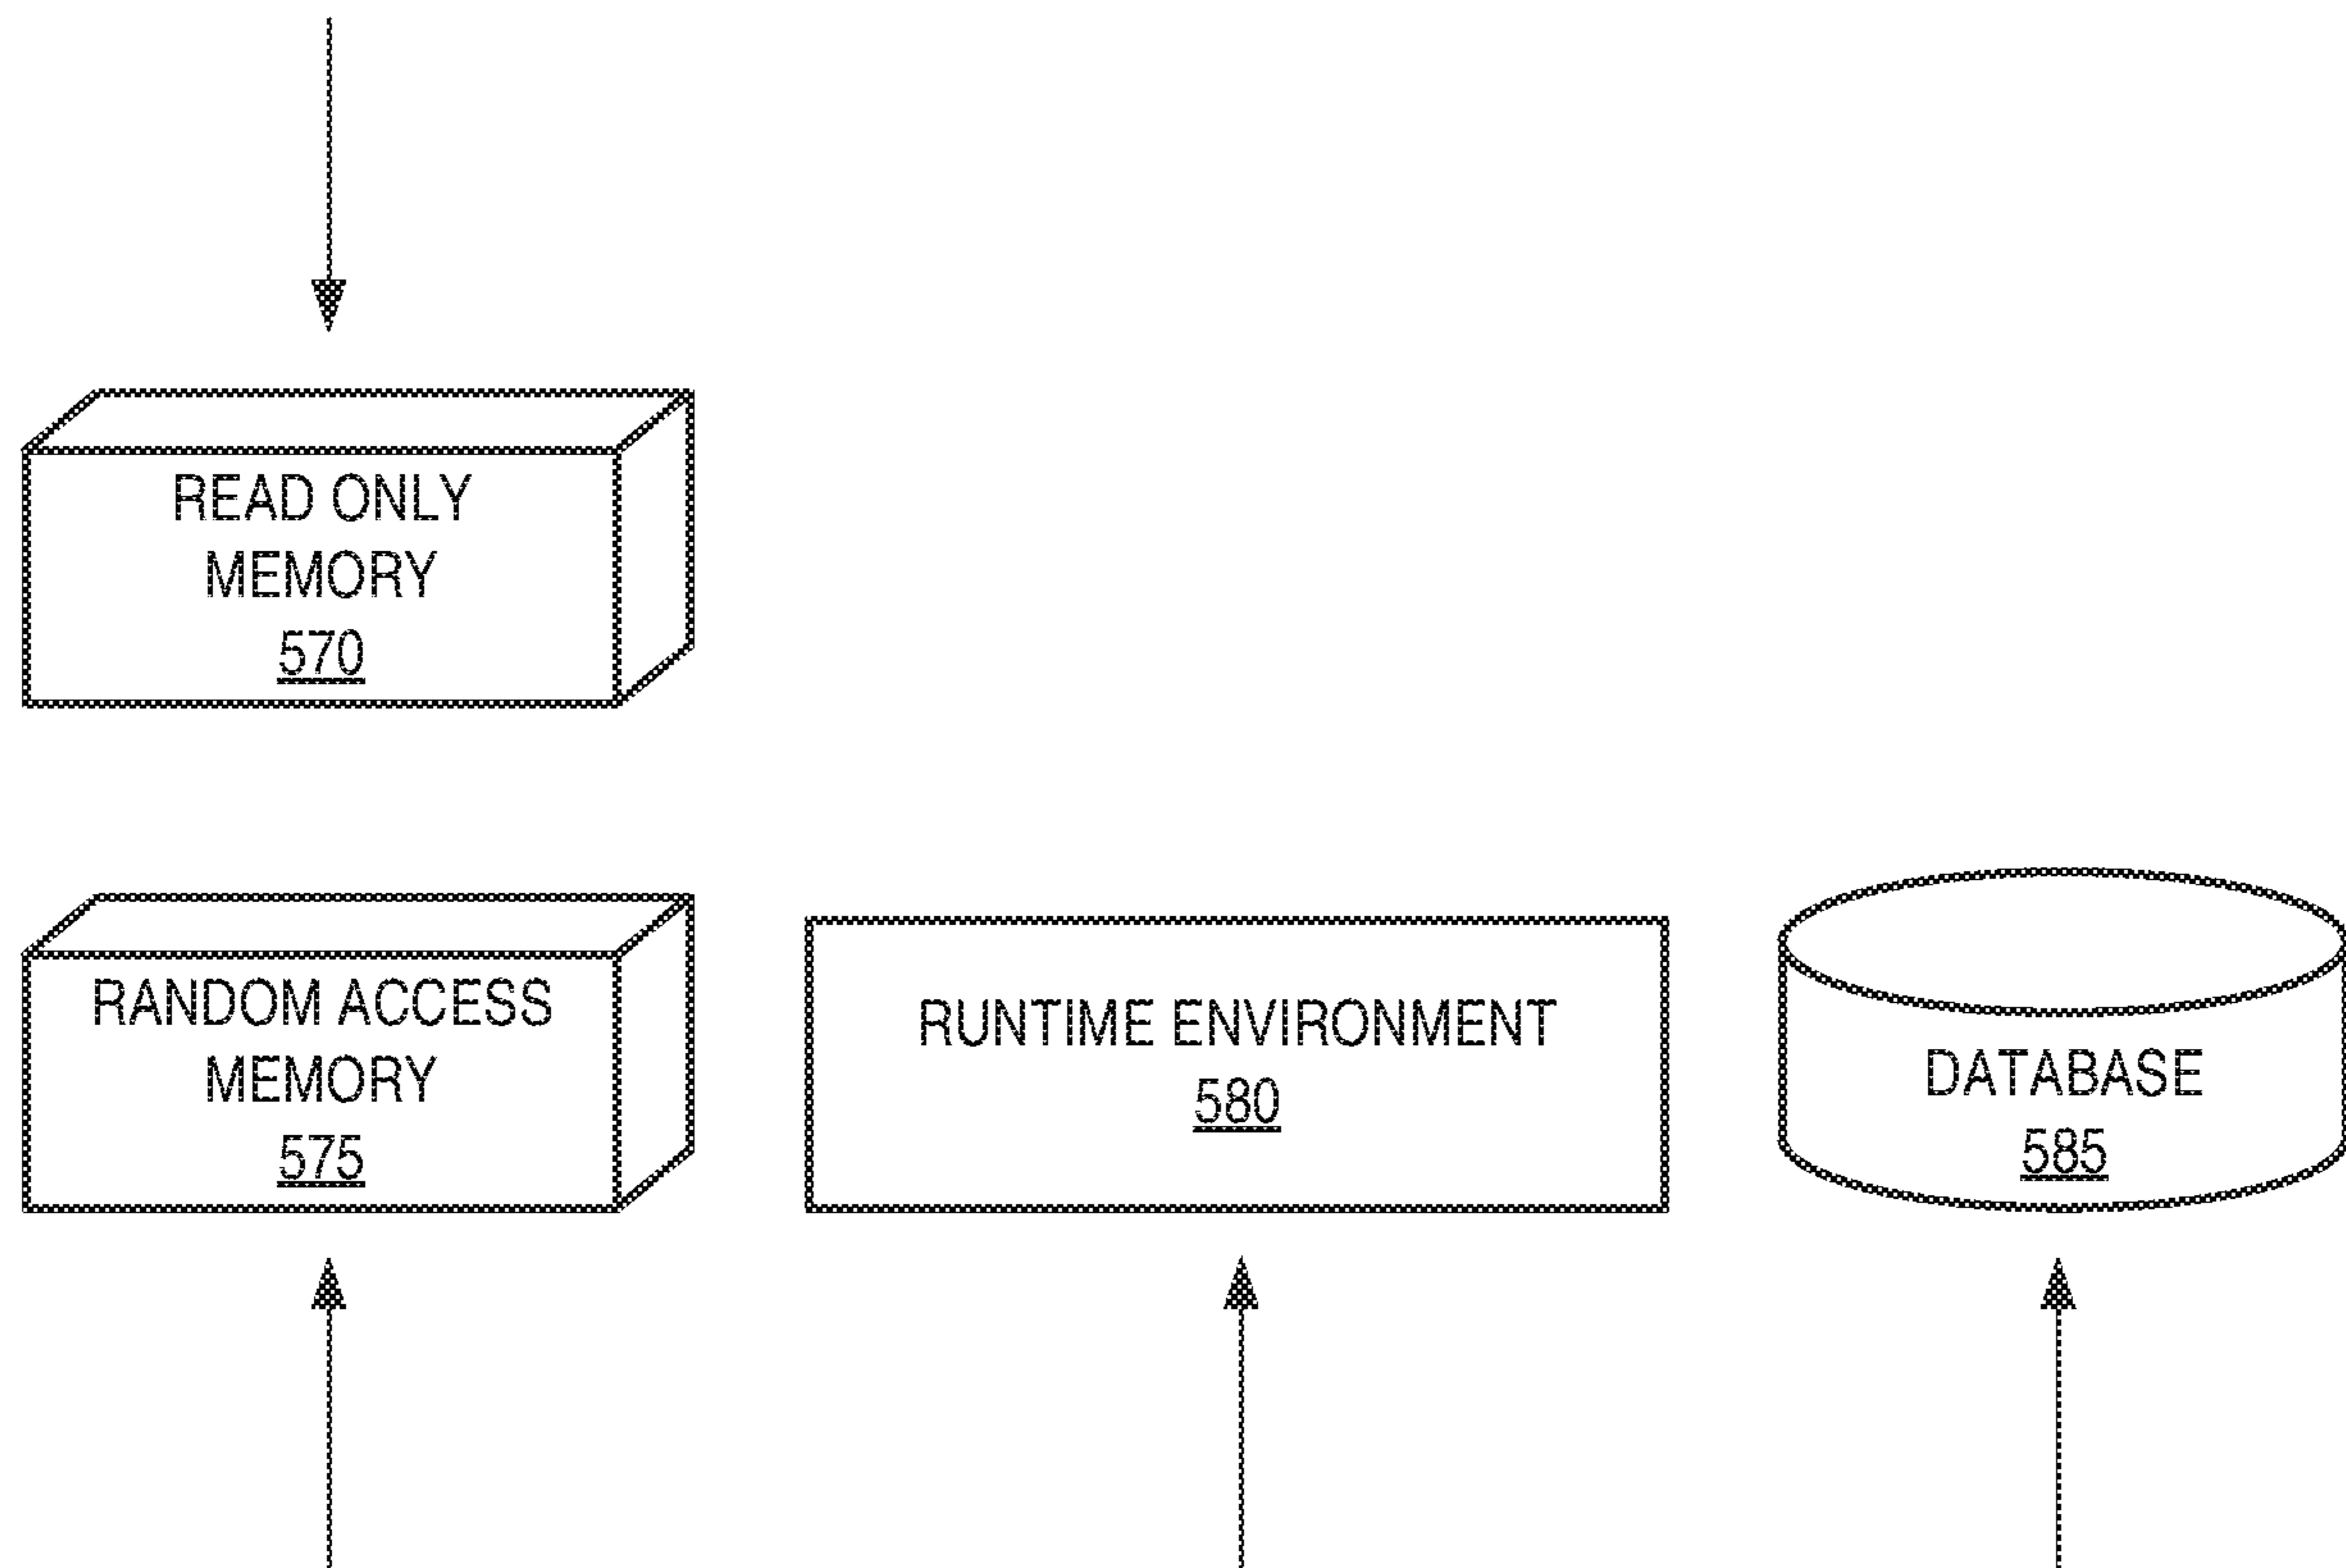 READ ONLY
MEMORY
570
RANDOM ACCESS
MEMORY
575
RUNTIME ENVIRONMENT
580
DATABASE
585